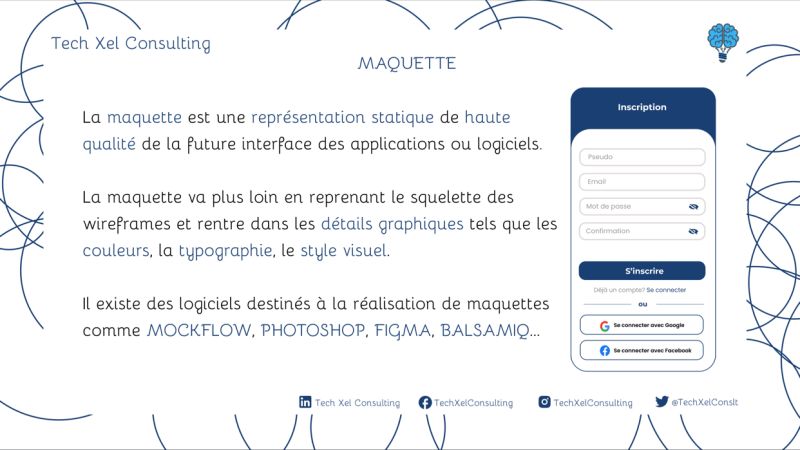 Tech Xel Consulting
MAQUETTE
La maquette est une représentation statique de haute
qualité de la future interface des applications ou logiciels.
La maquette va plus loin en reprenant le squelette des
wireframes et rentre dans les détails graphiques tels que les
couleurs, la typographie, le style visuel.
Il existe des logiciels destinés à la réalisation de maquettes
comme MOCKFLOW, PHOTOSHOP, FIGMA, BALSAMIQ...
Inscription
Pseudo
Email
Mot de passe
Confirmation
S'inscrire
Déjà un compte? Se connecter
ou
Se connecter avec Google
Se connecter avec Facebook
Tech Xel Consulting
TechXelConsulting
TechXelConsulting
@TechXelConslt